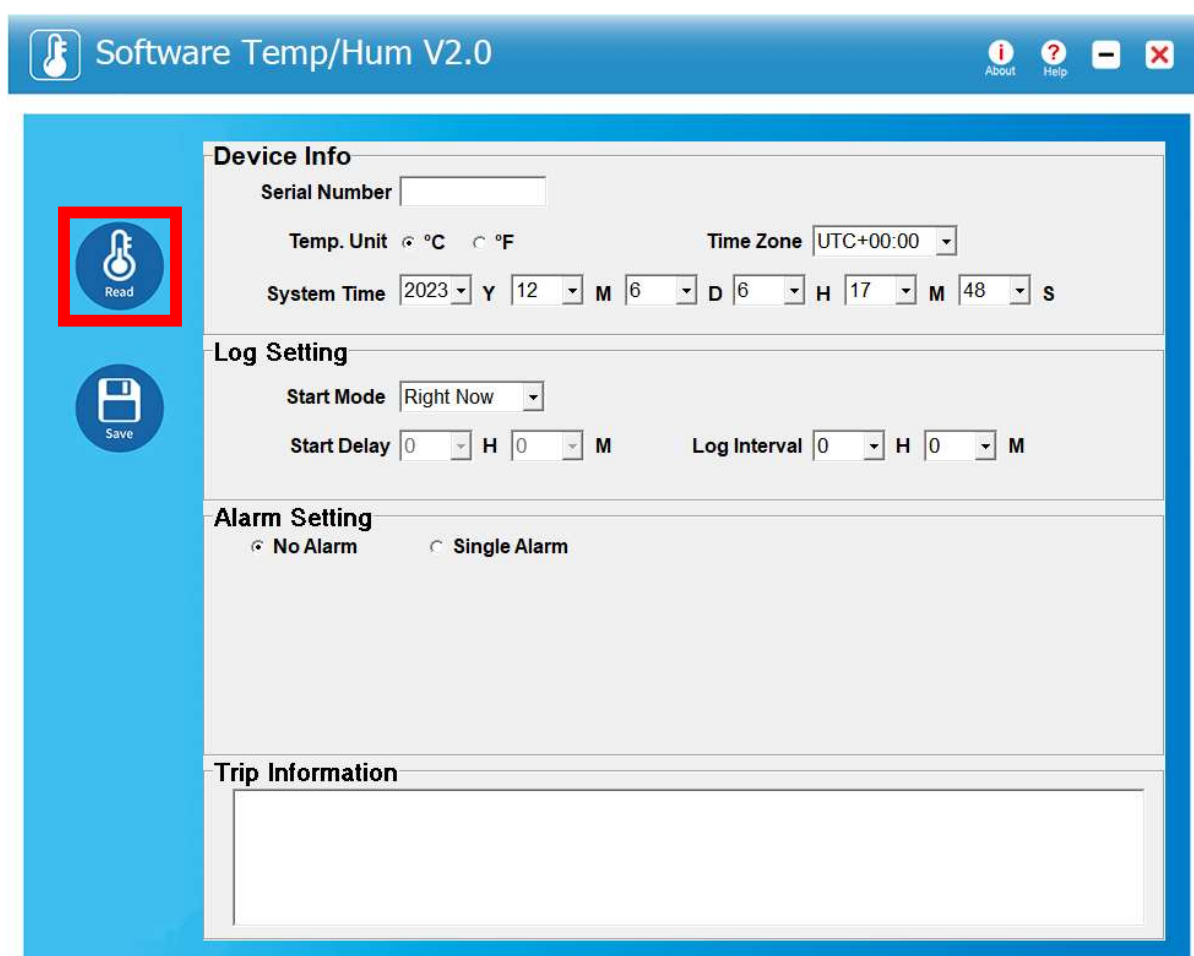 Software Temp/Hum V2.0
About Help
Device Info
Serial Number
Temp. Unit °C °F Time Zone UTC+00:00
System Time 2023 Y 12 M 6 D 6 H 17 M 48 S
Read
Log Setting
Start Mode Right Now
Start Delay 0 H 0 M Log Interval 0 H 0 M
Save
Alarm Setting
No Alarm Single Alarm
Trip Information